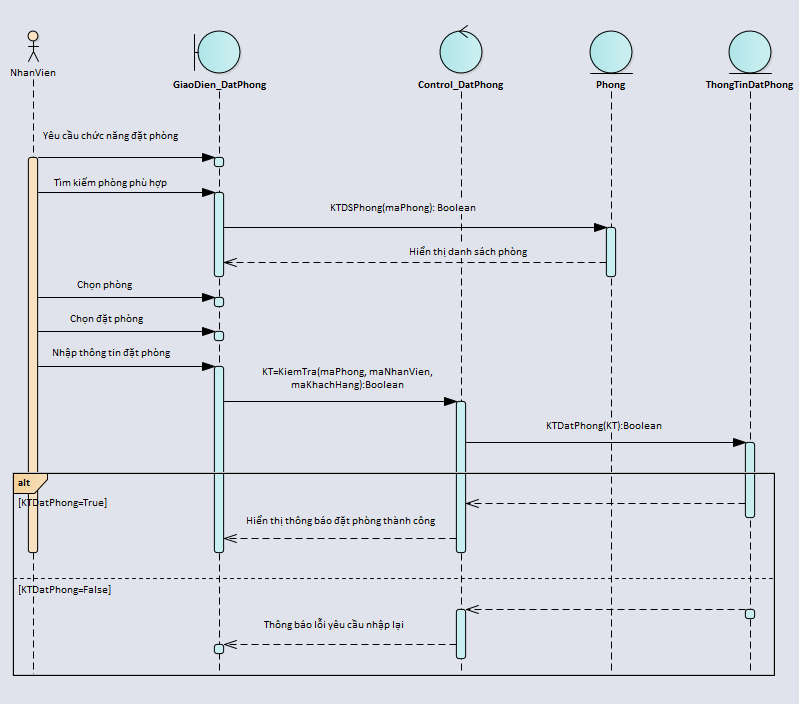 NhanVien
GiaoDien_DatPhong
Control_DatPhong
Phong
ThongTinDatPhong
Yêu cầu chức năng đặt phòng
Tìm kiếm phòng phù hợp
KTDSPhong(maPhong): Boolean
Hiển thị danh sách phòng
Chọn phòng
Chọn đặt phòng
Nhập thông tin đặt phòng
KT=KiemTra(maPhong, maNhanVien,
maKhachHang):Boolean
KTDatPhong(KT):Boolean
alt
[KTDatPhong=True]
Hiển thị thông báo đặt phòng thành công
[KTDatPhong=False]
Thông báo lỗi yêu cầu nhập lại